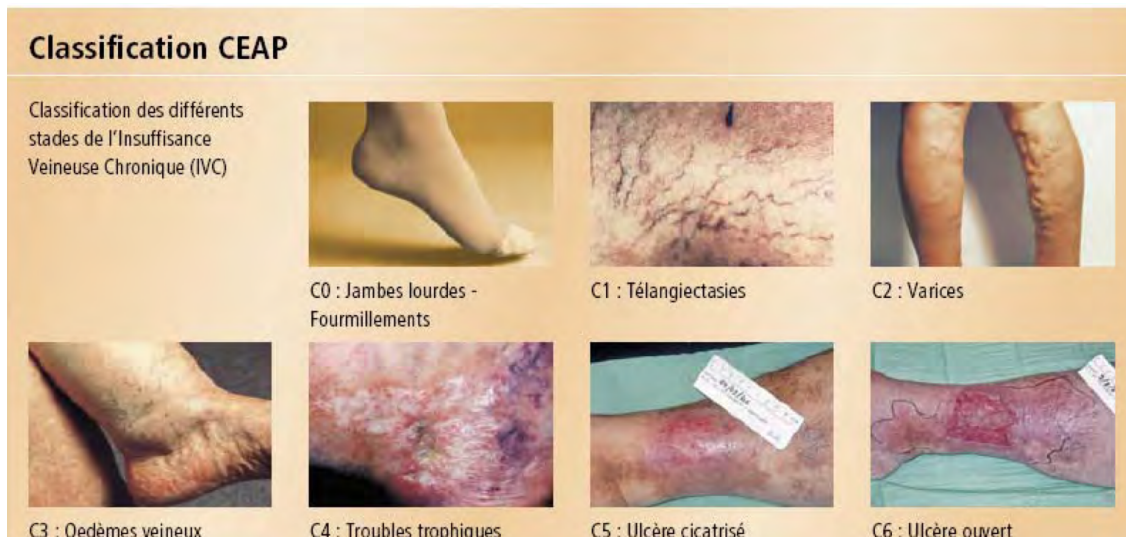 Classification CEAP
Classification des différents
stades de l'Insuffisance
Veineuse Chronique (IVC)
C0 : Jambes lourdes -
Fourmillements
C1 : Télangiectasies
C2 : Varices
C3 : Oedèmes veineux
C4 : Troubles trophiques
C5 : Ulcère cicatrisé
C6 : Ulcère ouvert